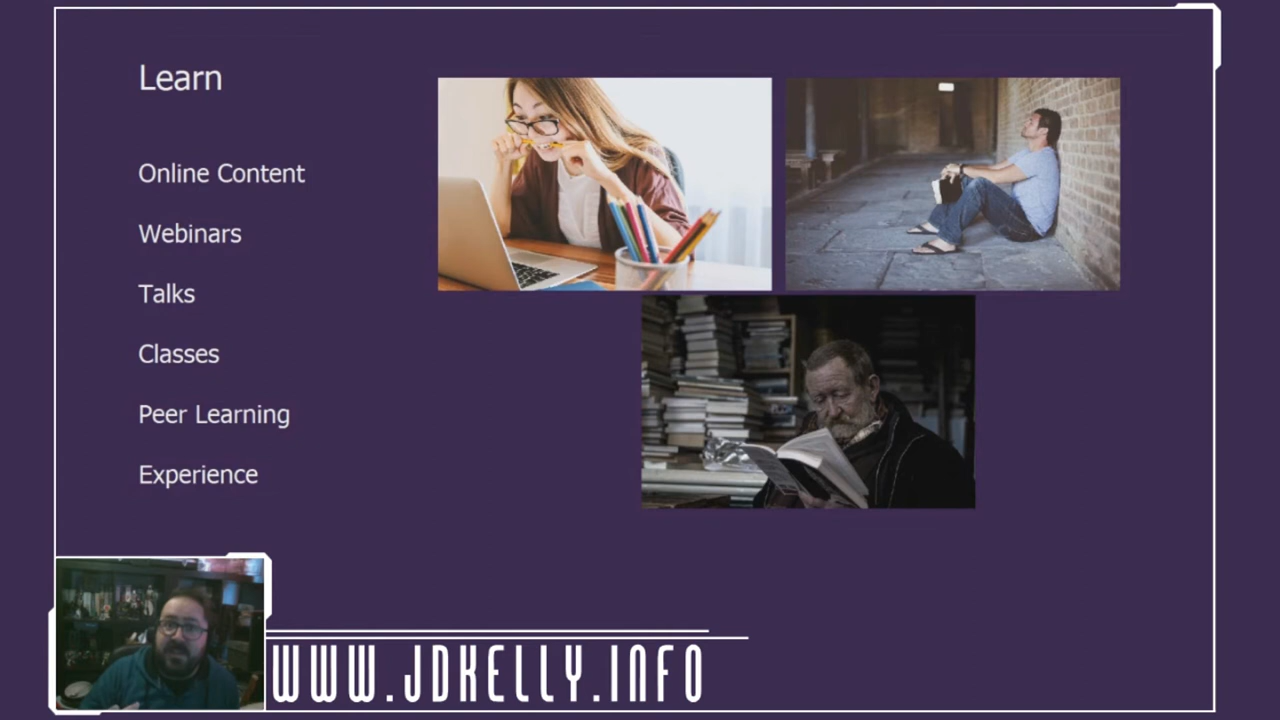 Learn
Online Content
Webinars
Talks
Classes
Peer Learning
Experience
WWW.JDKELLY.INFO